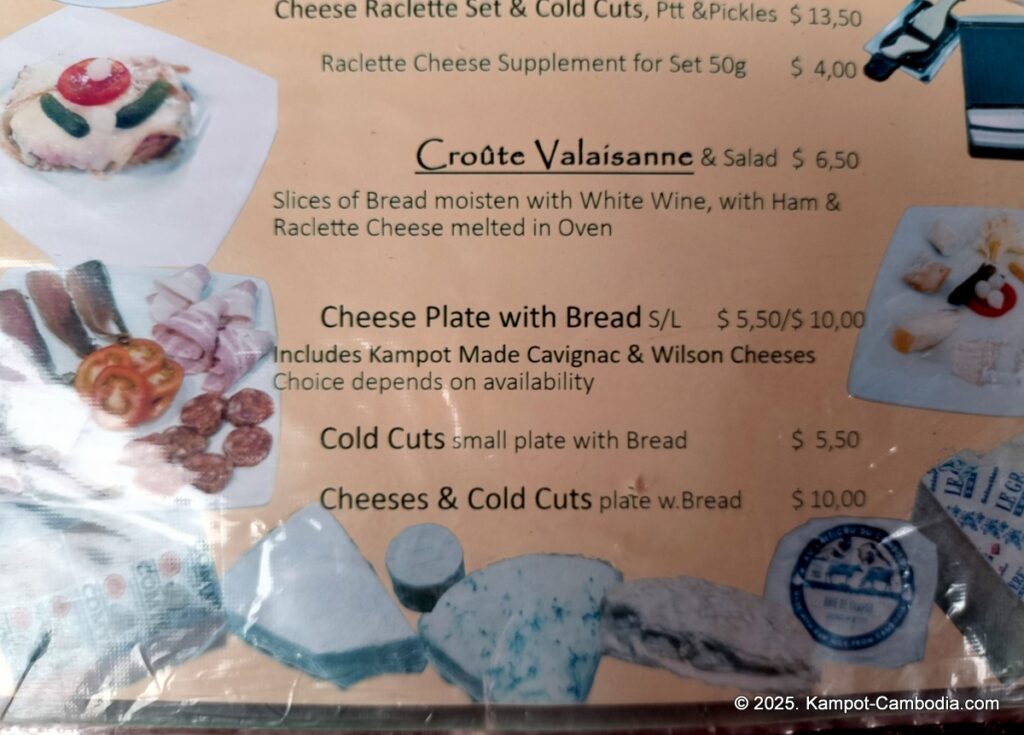 Cheese Raclette Set & Cold Cuts, Ptt &Pickles $ 13,50
Raclette Cheese Supplement for Set 50g $ 4,00
Croûte Valaisanne & Salad $ 6,50
Slices of Bread moisten with White Wine, with Ham &
Raclette Cheese melted in Oven
Cheese Plate with Bread S/L $ 5,50/$ 10,00
Includes Kampot Made Cavignac & Wilson Cheeses
Choice depends on availability
Cold Cuts small plate with Bread $ 5,50
Cheeses & Cold Cuts plate w.Bread $ 10,00
© 2025. Kampot-Cambodia.com